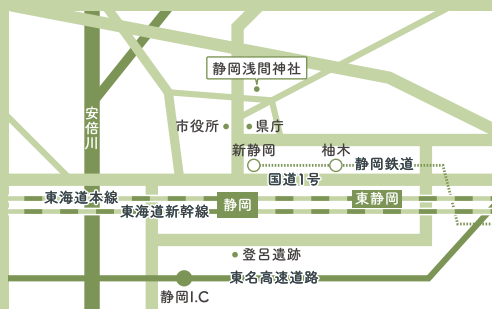 静岡浅間神社
安倍川
市役所
県庁
新静岡
柚木
静岡鉄道
国道1号
東海道本線
東海道新幹線
静岡
東静岡
登呂遺跡
東名高速道路
静岡I.C